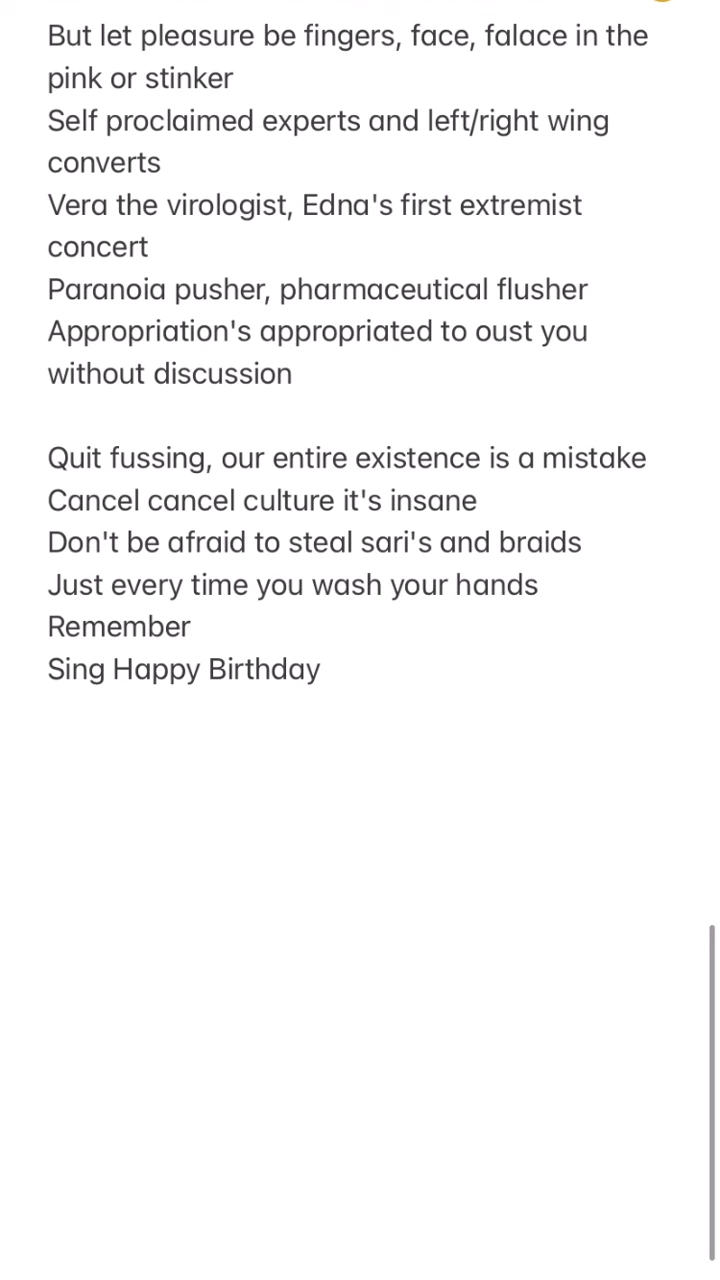 But let pleasure be fingers, face, falace in the
pink or stinker
Self proclaimed experts and left/right wing
converts
Vera the virologist, Edna's first extremist
concert
Paranoia pusher, pharmaceutical flusher
Appropriation's appropriated to oust you
without discussion
Quit fussing, our entire existence is a mistake
Cancel cancel culture it's insane
Don't be afraid to steal sari's and braids
Just every time you wash your hands
Remember
Sing Happy Birthday